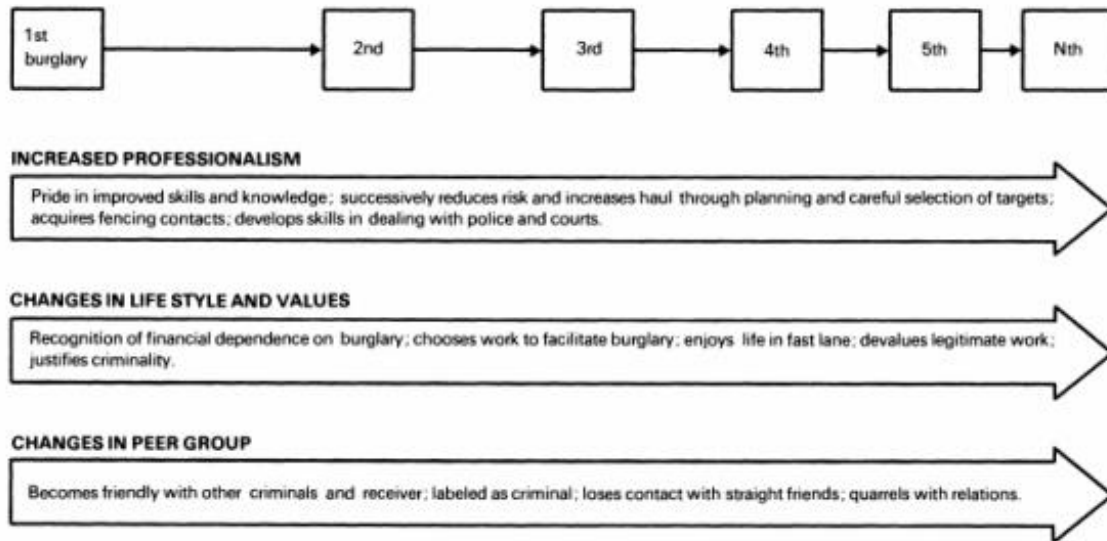 1st
burglary
2nd
3rd
4th
5th
Nth
INCREASED PROFESSIONALISM
Pride in improved skills and knowledge; successively reduces risk and increases haul through planning and careful selection of targets;
acquires fencing contacts; develops skills in dealing with police and courts.
CHANGES IN LIFE STYLE AND VALUES
Recognition of financial dependence on burglary; chooses work to facilitate burglary; enjoys life in fast lane; devalues legitimate work;
justifies criminality.
CHANGES IN PEER GROUP
Becomes friendly with other criminals and receiver; labeled as criminal; loses contact with straight friends; quarrels with relations.